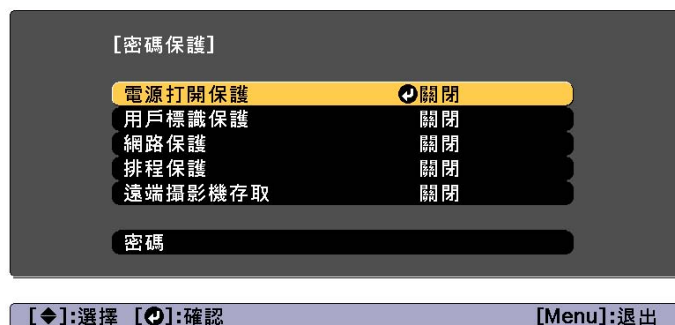 [密碼保護]
電源打開保護 關閉
用戶標識保護 關閉
網路保護 關閉
排程保護 關閉
遠端攝影機存取 關閉
密碼
[◆]:選擇 [↵]:確認 [Menu]:退出